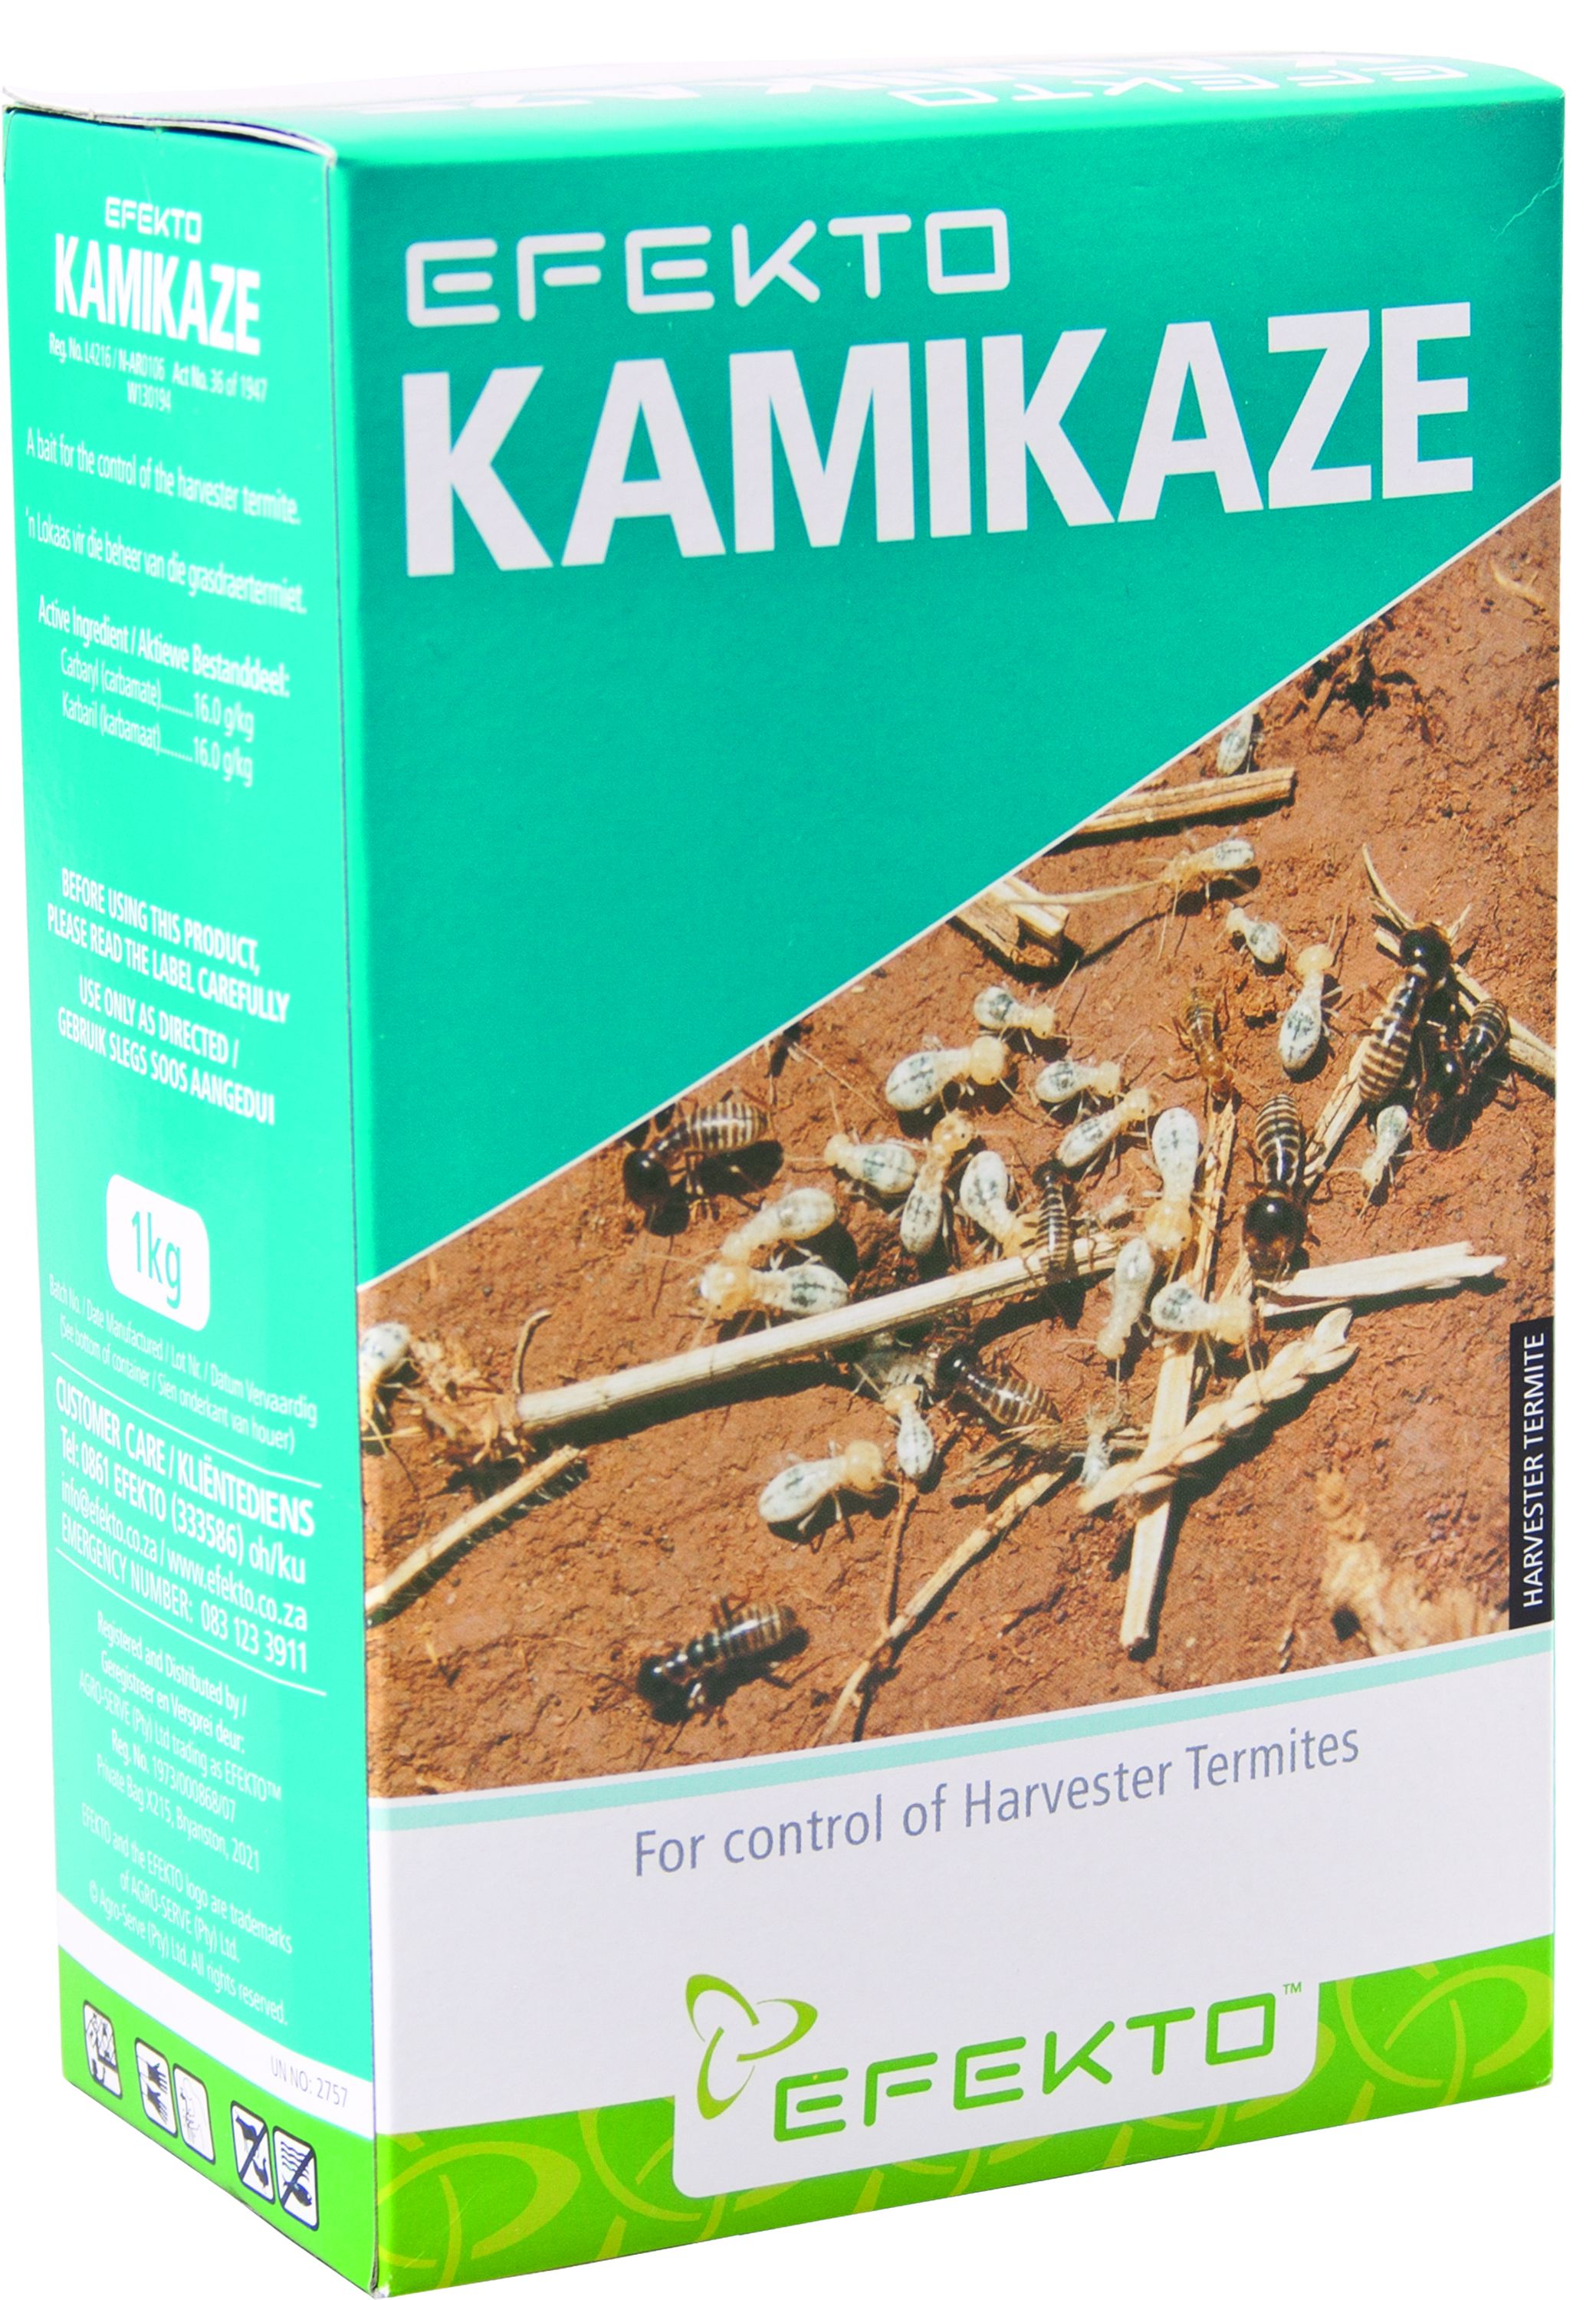 EFEKTO
KAMIKAZE
EFEKTO
KAMIKAZE
Reg. No. L4216 / N-AR0106 Act No. 36 of 1947
W130194
A bait for the control of the harvester termite.
'n Lokaas vir die beheer van die grasdraertermiet.
Active Ingredient / Aktiewe Bestanddeel:
Carbaryl (carbamate).........16.0 g/kg
Karbaril (karbamaat).........16.0 g/kg
BEFORE USING THIS PRODUCT,
PLEASE READ THE LABEL CAREFULLY
USE ONLY AS DIRECTED /
GEBRUIK SLEGS SOOS AANGEDUI
1kg
Batch No. / Date Manufactured / Lot Nr. / Datum Vervaardig
(See bottom of container / Sien onderkant van houer)
CUSTOMER CARE / KLIËNTEDIENS
Tel: 0861 EFEKTO (333586) oh/ku
info@efekto.co.za / www.efekto.co.za
EMERGENCY NUMBER: 083 123 3911
Registered and Distributed by /
Geregistreer en Versprei deur:
AGRO-SERVE (Pty) Ltd trading as EFEKTO™
Reg. No. 1973/000868/07
Private Bag X215, Bryanston, 2021
EFEKTO and the EFEKTO logo are trademarks
of AGRO-SERVE (Pty) Ltd.
© Agro-Serve (Pty) Ltd. All rights reserved.
UN NO: 2757
EFEKTO
KAMIKAZE
HARVESTER TERMITE
For control of Harvester Termites
EFEKTO™